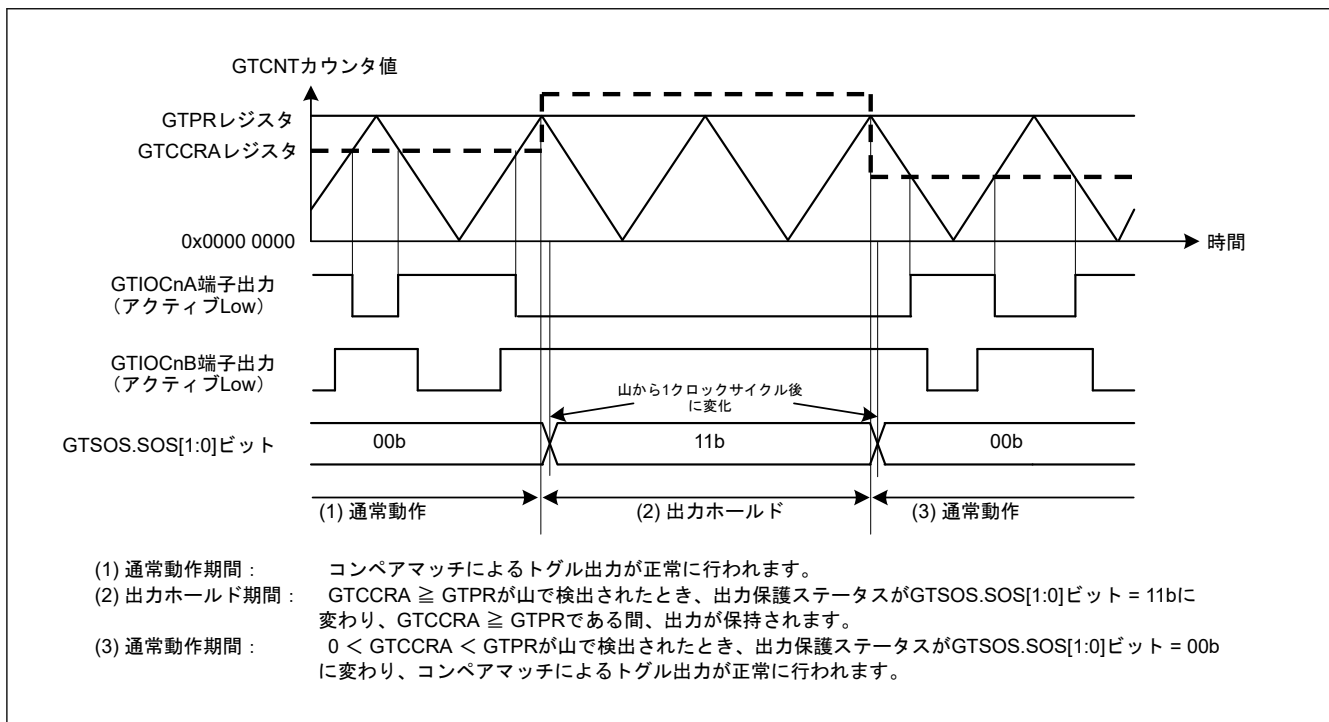 GTCNTカウンタ値
GTPRレジスタ
GTCCRAレジスタ
0x0000 0000
時間
GTIOCnA端子出力
（アクティブLow）
GTIOCnB端子出力
（アクティブLow）
山から1クロックサイクル後
に変化
GTSOS.SOS[1:0]ビット
00b
11b
00b
(1) 通常動作
(2) 出力ホールド
(3) 通常動作
(1) 通常動作期間： コンペアマッチによるトグル出力が正常に行われます。
(2) 出力ホールド期間： GTCCRA ≧ GTPRが山で検出されたとき、出力保護ステータスがGTSOS.SOS[1:0]ビット = 11bに
変わり、GTCCRA ≧ GTPRである間、出力が保持されます。
(3) 通常動作期間： 0 ＜ GTCCRA ＜ GTPRが山で検出されたとき、出力保護ステータスがGTSOS.SOS[1:0]ビット = 00b
に変わり、コンペアマッチによるトグル出力が正常に行われます。